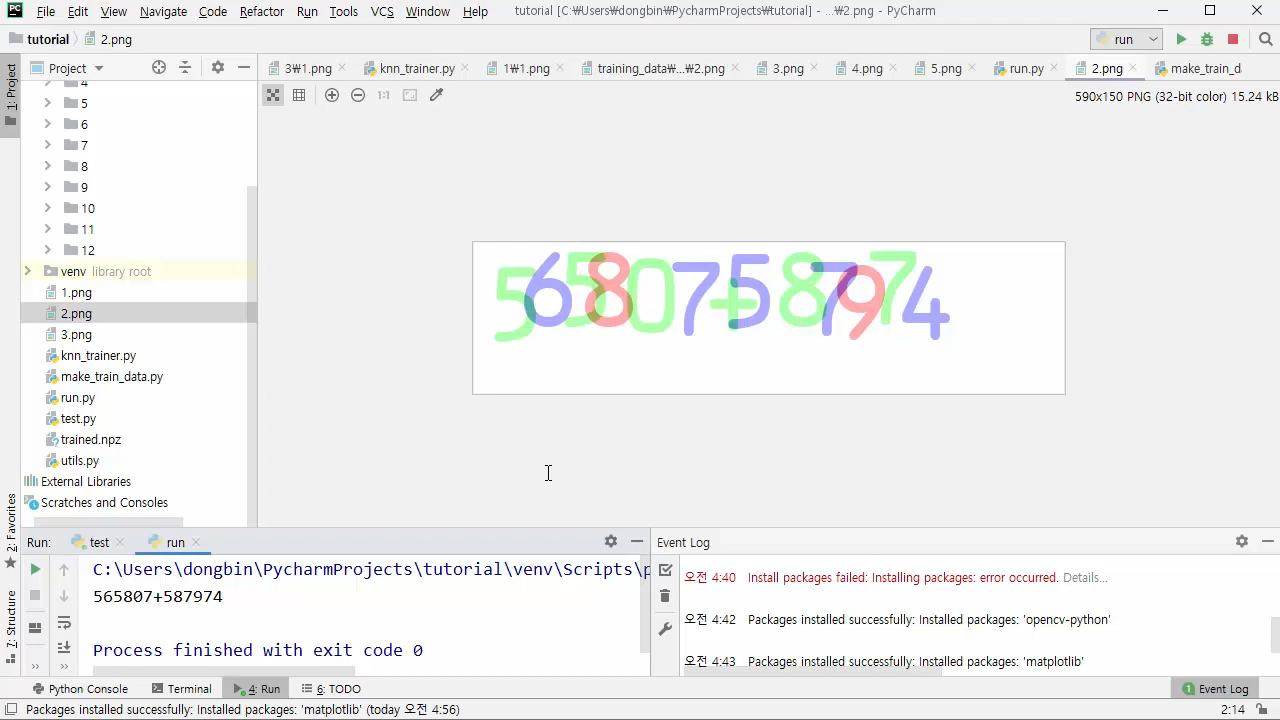 PC File Edit View Navigate Code Refactor Run Tools VCS Window Help tutorial [C:₩Users₩dongbin₩PycharmProjects₩tutorial] - ...₩2.png - PyCharm
tutorial 2.png run
1: Project
Project 3₩1.png knn_trainer.py 1₩1.png training_data₩...₩2.png 3.png 4.png 5.png run.py 2.png make_train_d
1:1 590x150 PNG (32-bit color) 15.24 kB
4
5
6
7
8
9
10
11
12
venv library root
1.png
2.png
3.png
knn_trainer.py
make_train_data.py
run.py
test.py
trained.npz
utils.py
External Libraries
Scratches and Consoles
5658075+87974
2: Favorites
Z: Structure
Run: test run
C:\Users\dongbin\PycharmProjects\tutorial\venv\Scripts\p
565807+587974
Process finished with exit code 0
Event Log
오전 4:40 Install packages failed: Installing packages: error occurred. Details...
오전 4:42 Packages installed successfully: Installed packages: 'opencv-python'
오전 4:43 Packages installed successfully: Installed packages: 'matplotlib'
Python Console Terminal 4: Run 6: TODO 1 Event Log
Packages installed successfully: Installed packages: 'matplotlib' (today 오전 4:56) 2:14